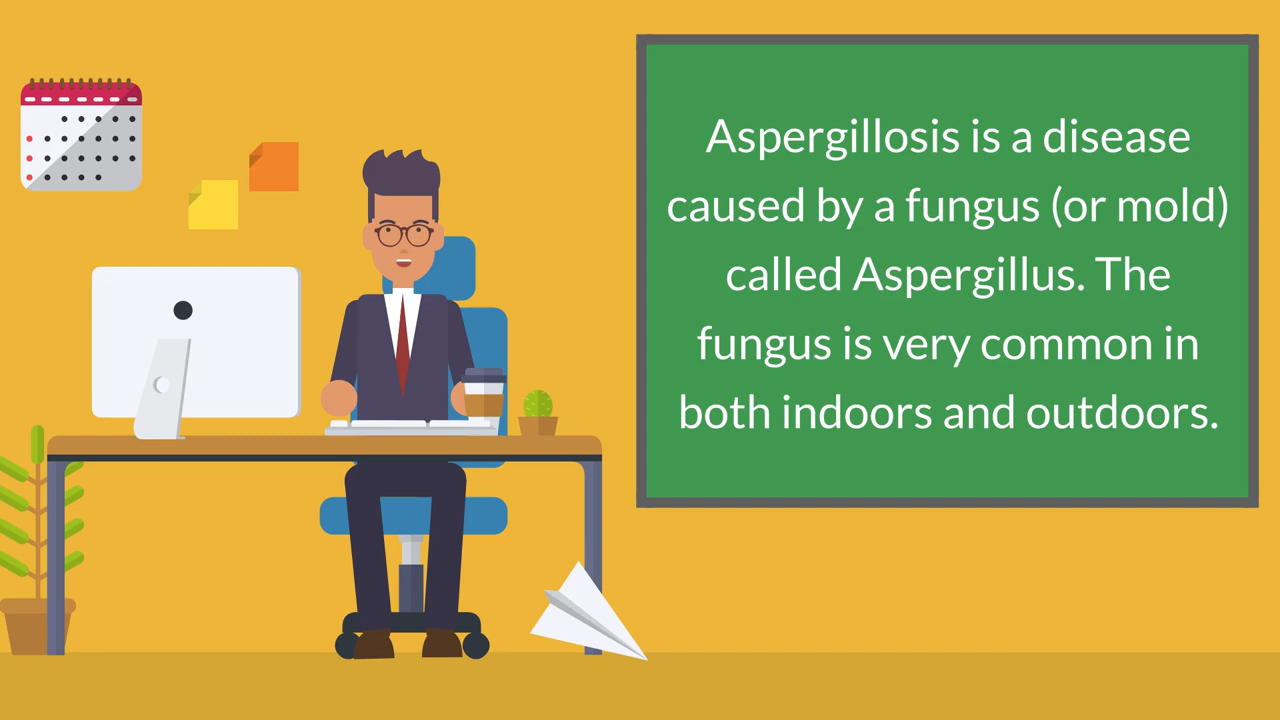 Aspergillosis is a disease
caused by a fungus (or mold)
called Aspergillus. The
fungus is very common in
both indoors and outdoors.